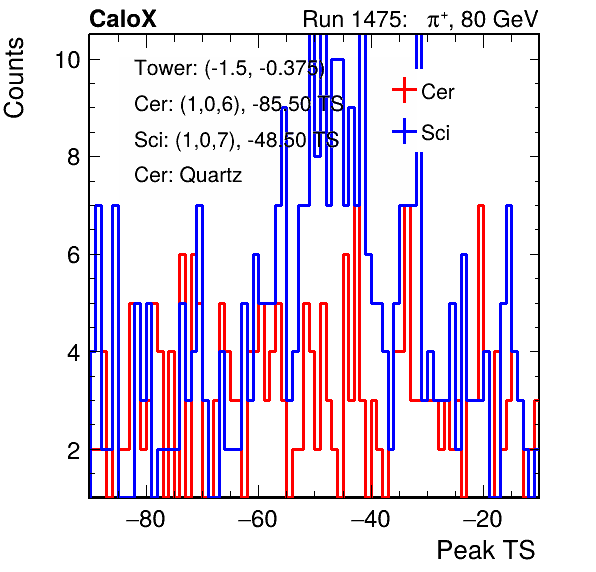 CaloX Run 1475: π⁺, 80 GeV
Counts
10
8
6
4
2
Tower: (-1.5, -0.375)
Cer: (1,0,6), -85.50 TS
Sci: (1,0,7), -48.50 TS
Cer: Quartz
Cer
Sci
−80 −60 −40 −20
Peak TS